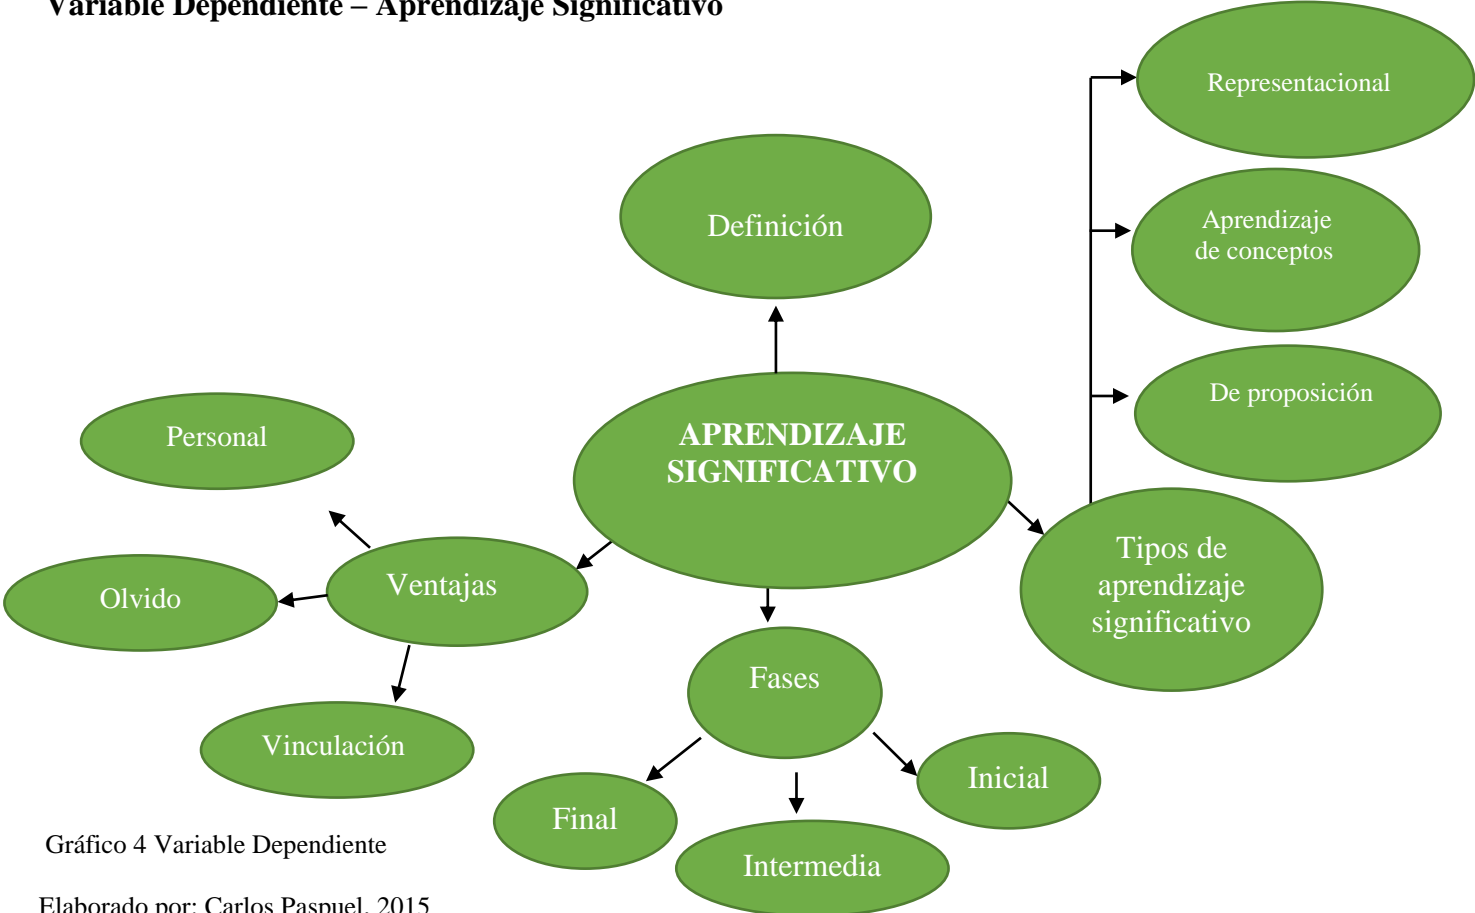 Variable Dependiente – Aprendizaje Significativo
Representacional
Definición
Aprendizaje
de conceptos
De proposición
APRENDIZAJE
SIGNIFICATIVO
Personal
Tipos de
aprendizaje
significativo
Ventajas
Olvido
Fases
Vinculación
Inicial
Final
Intermedia
Gráfico 4 Variable Dependiente
Elaborado por: Carlos Paspuel, 2015